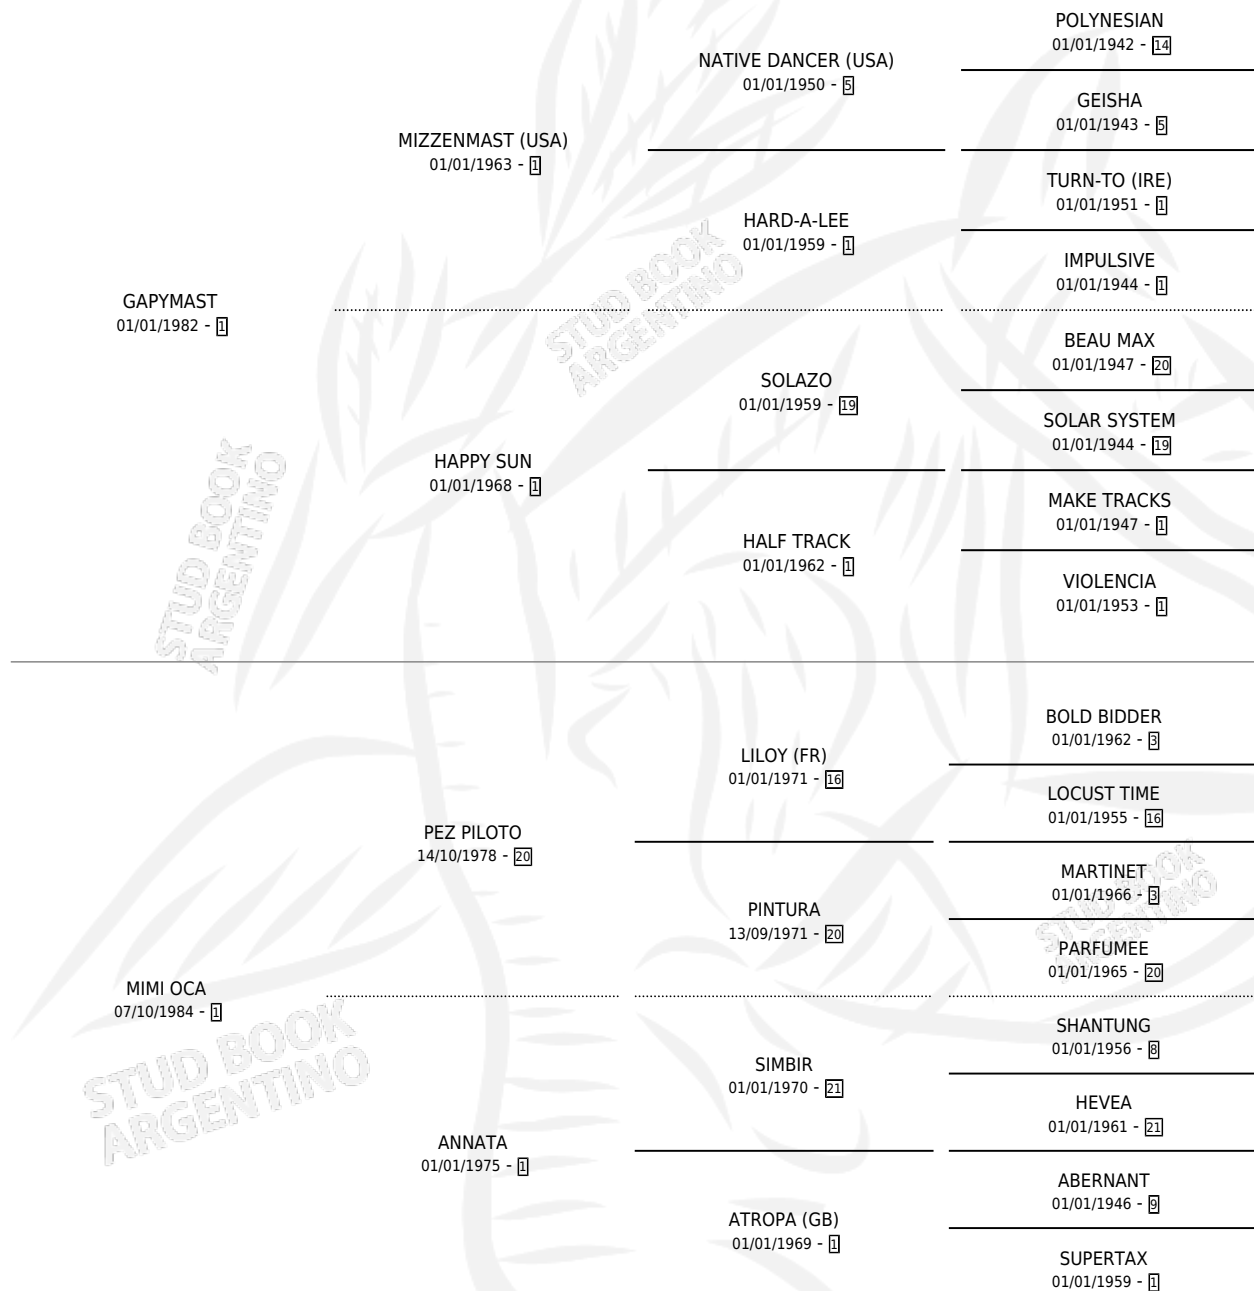 POLYNESIAN
01/01/1942 - 14
NATIVE DANCER (USA)
01/01/1950 - 5
GEISHA
01/01/1943 - 5
MIZZENMAST (USA)
01/01/1963 - 1
TURN-TO (IRE)
01/01/1951 - 1
HARD-A-LEE
01/01/1959 - 1
IMPULSIVE
01/01/1944 - 1
GAPYMAST
01/01/1982 - 1
BEAU MAX
01/01/1947 - 20
SOLAZO
01/01/1959 - 19
SOLAR SYSTEM
01/01/1944 - 19
HAPPY SUN
01/01/1968 - 1
MAKE TRACKS
01/01/1947 - 1
HALF TRACK
01/01/1962 - 1
VIOLENCIA
01/01/1953 - 1
BOLD BIDDER
01/01/1962 - 3
LILOY (FR)
01/01/1971 - 16
LOCUST TIME
01/01/1955 - 16
PEZ PILOTO
14/10/1978 - 20
MARTINET
01/01/1966 - 3
PINTURA
13/09/1971 - 20
PARFUMEE
01/01/1965 - 20
MIMI OCA
07/10/1984 - 1
SHANTUNG
01/01/1956 - 8
SIMBIR
01/01/1970 - 21
HEVEA
01/01/1961 - 21
ANNATA
01/01/1975 - 1
ABERNANT
01/01/1946 - 9
ATROPA (GB)
01/01/1969 - 1
SUPERTAX
01/01/1959 - 1
STUD BOOK
ARGENTINO
STUD BOOK
ARGENTINO
STUD BOOK
ARGENTINO
STUD BOOK
ARGENTINO